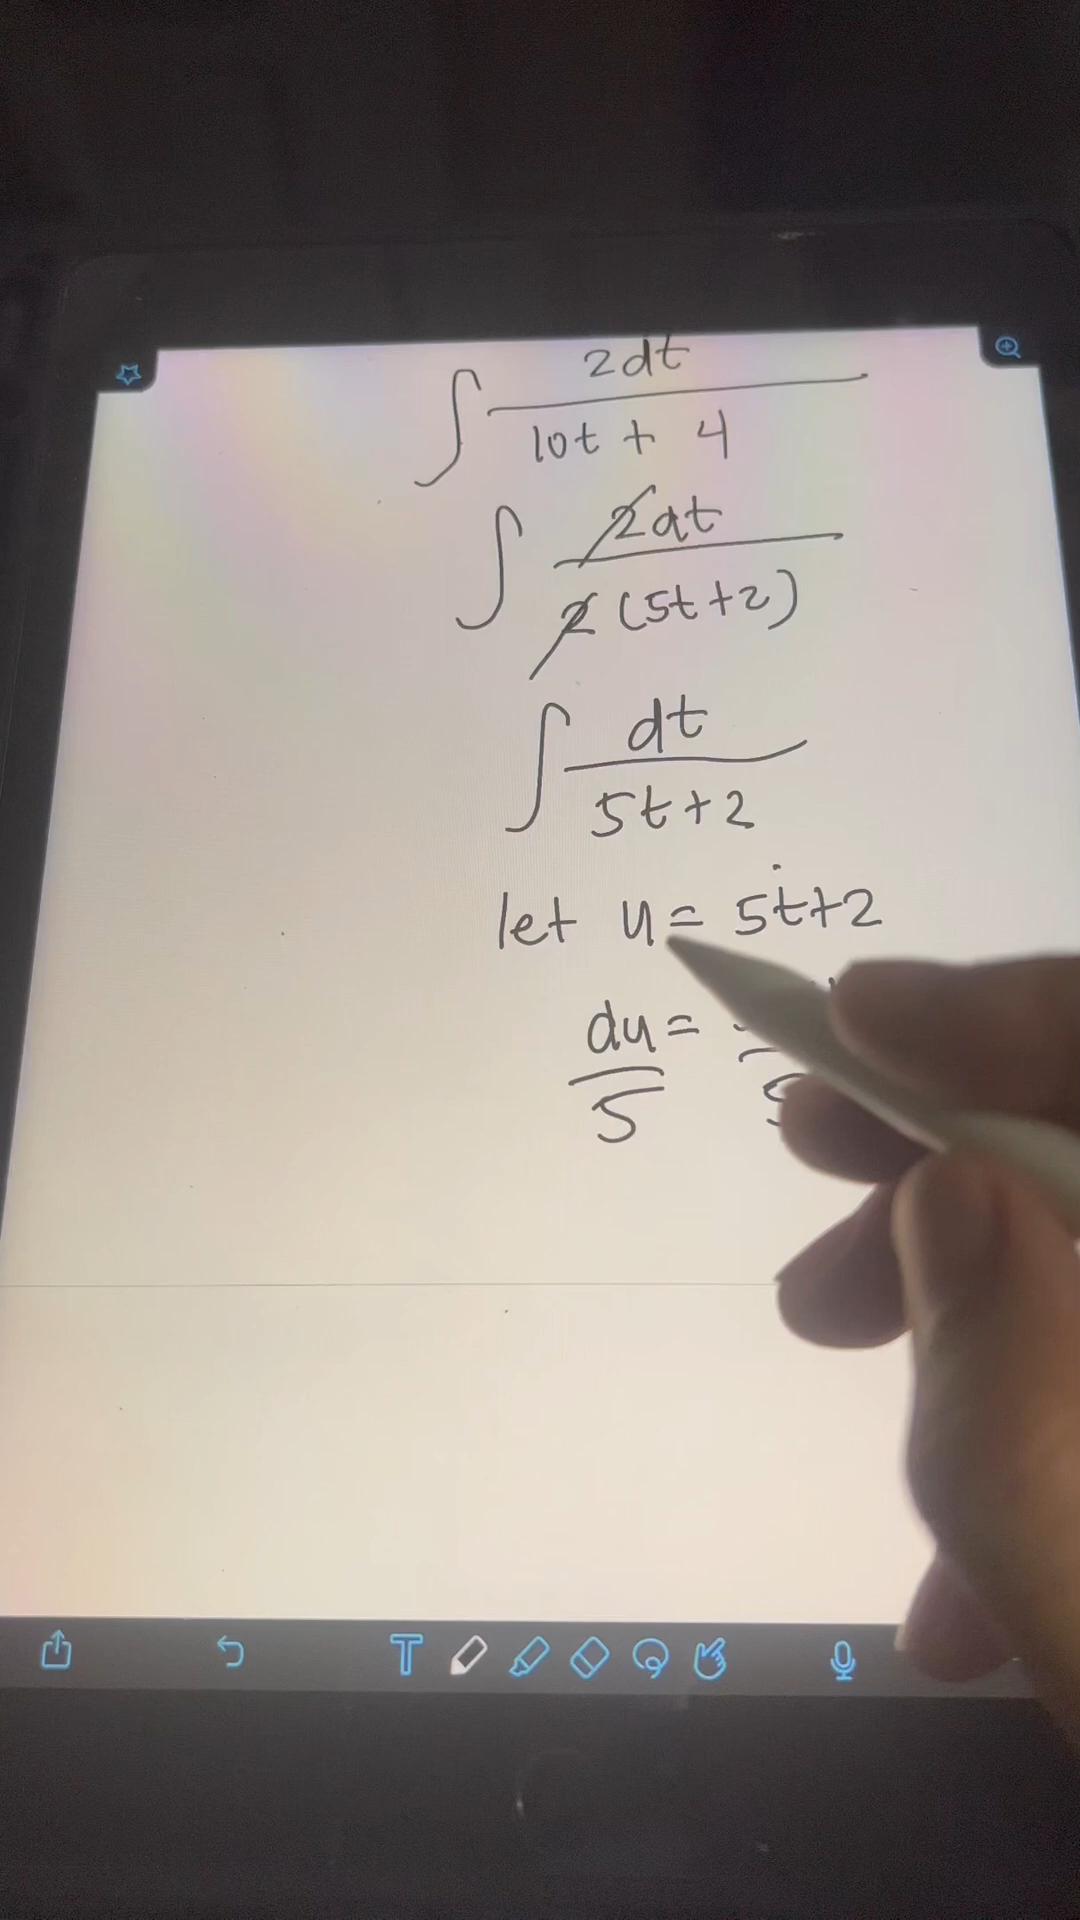 ∫ 2dt / 10t + 4
∫ 2dt / 2 (5t+2)
∫ dt / 5t+2
let u = 5t+2
du / 5 =
T